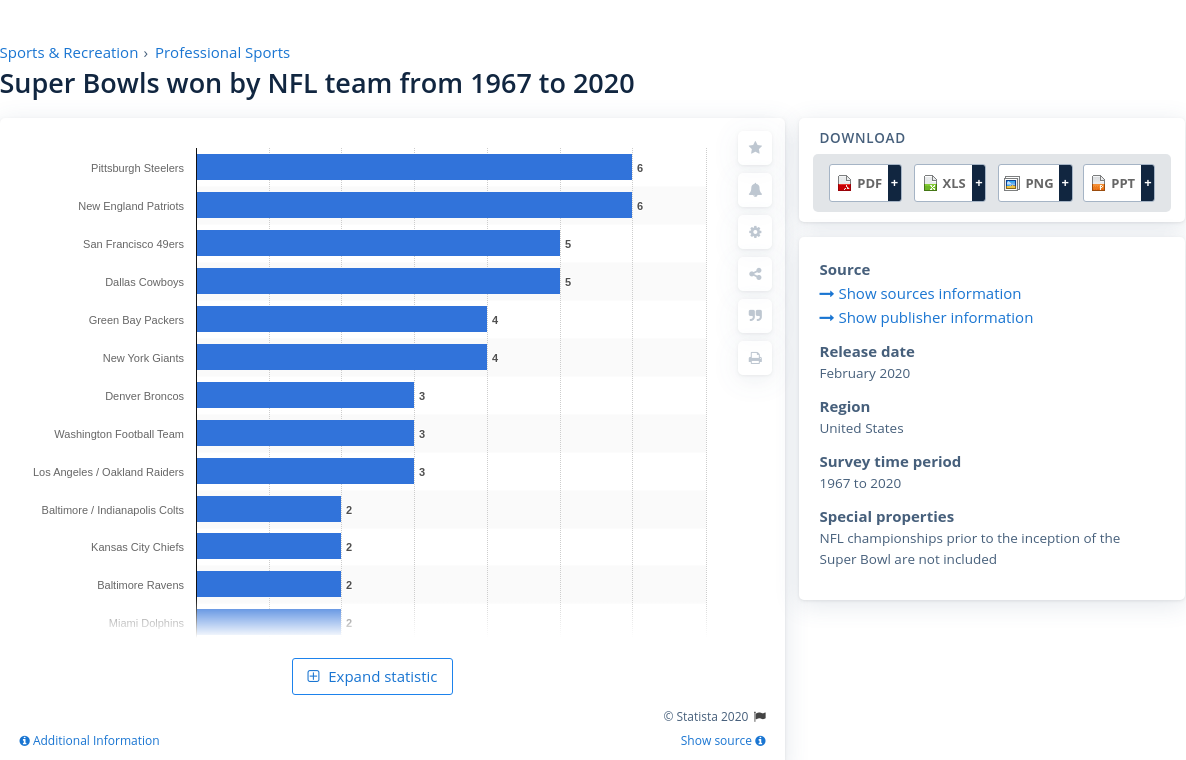 Sports & Recreation › Professional Sports
Super Bowls won by NFL team from 1967 to 2020
Pittsburgh Steelers 6
New England Patriots 6
San Francisco 49ers 5
Dallas Cowboys 5
Green Bay Packers 4
New York Giants 4
Denver Broncos 3
Washington Football Team 3
Los Angeles / Oakland Raiders 3
Baltimore / Indianapolis Colts 2
Kansas City Chiefs 2
Baltimore Ravens 2
Miami Dolphins 2
Expand statistic
© Statista 2020
Additional Information
Show source
DOWNLOAD
PDF + XLS + PNG + PPT +
Source
Show sources information
Show publisher information
Release date
February 2020
Region
United States
Survey time period
1967 to 2020
Special properties
NFL championships prior to the inception of the
Super Bowl are not included